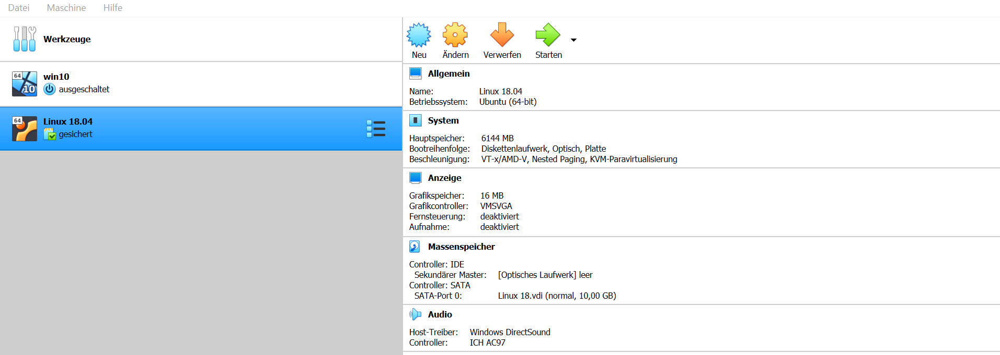 Datei Maschine Hilfe
Werkzeuge
64
10
win10
ausgeschaltet
64
Linux 18.04
gesichert
Neu Ändern Verwerfen Starten
Allgemein
Name: Linux 18.04
Betriebssystem: Ubuntu (64-bit)
System
Hauptspeicher: 6144 MB
Bootreihenfolge: Diskettenlaufwerk, Optisch, Platte
Beschleunigung: VT-x/AMD-V, Nested Paging, KVM-Paravirtualisierung
Anzeige
Grafikspeicher: 16 MB
Grafikcontroller: VMSVGA
Fernsteuerung: deaktiviert
Aufnahme: deaktiviert
Massenspeicher
Controller: IDE
Sekundärer Master: [Optisches Laufwerk] leer
Controller: SATA
SATA-Port 0: Linux 18.vdi (normal, 10,00 GB)
Audio
Host-Treiber: Windows DirectSound
Controller: ICH AC97